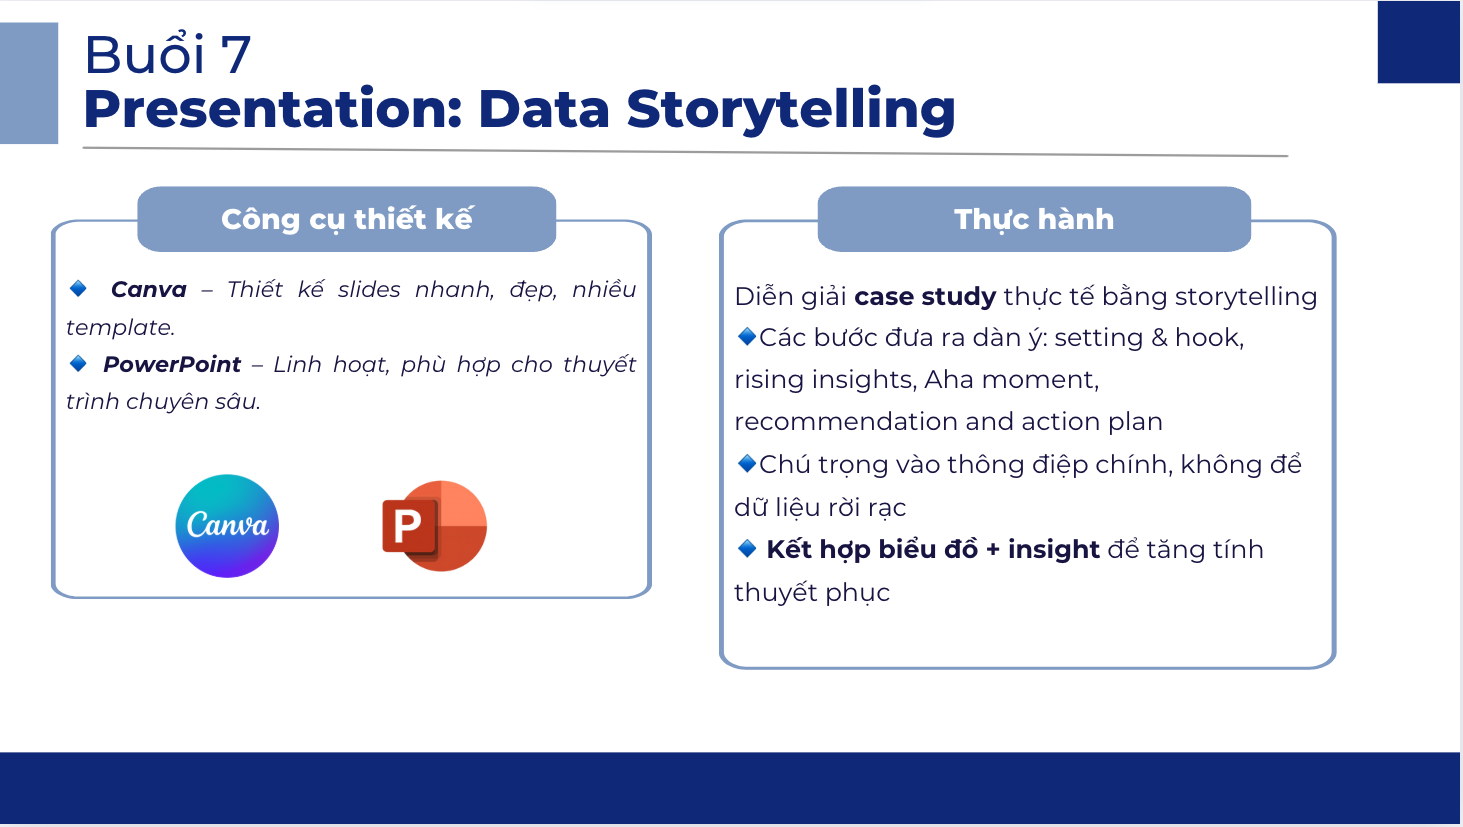 Buổi 7
Presentation: Data Storytelling
Công cụ thiết kế
🔹 Canva – Thiết kế slides nhanh, đẹp, nhiều
template.
🔹 PowerPoint – Linh hoạt, phù hợp cho thuyết
trình chuyên sâu.
Canva
P
Thực hành
Diễn giải case study thực tế bằng storytelling
🔹Các bước đưa ra dàn ý: setting & hook,
rising insights, Aha moment,
recommendation and action plan
🔹Chú trọng vào thông điệp chính, không để
dữ liệu rời rạc
🔹 Kết hợp biểu đồ + insight để tăng tính
thuyết phục